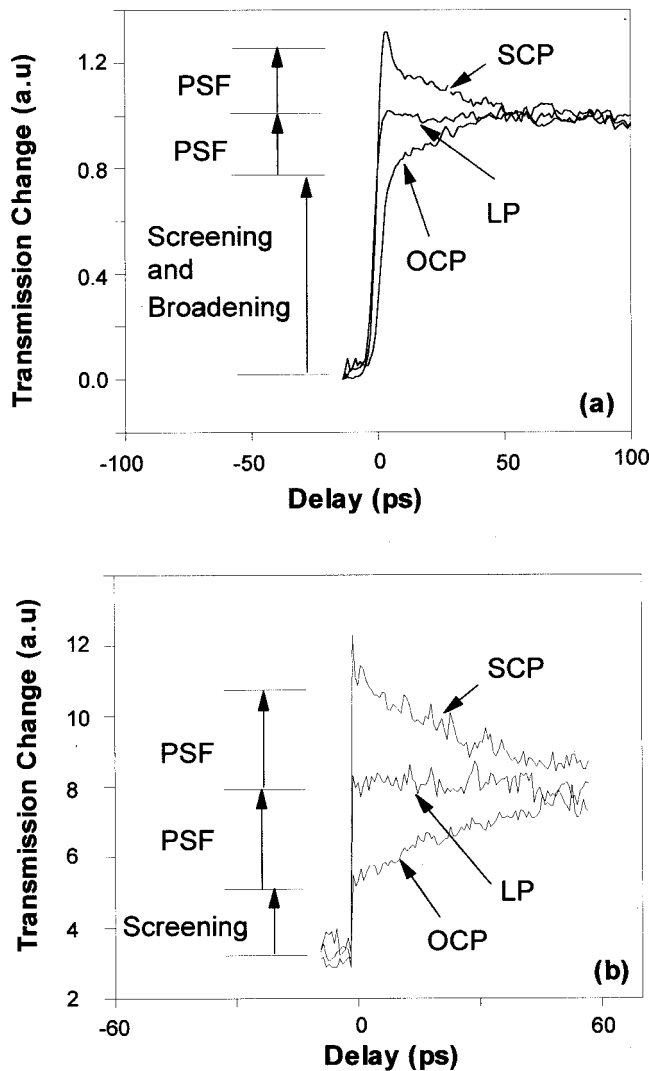 Transmission Change (a.u)
1.2
0.8
0.4
0.0
PSF
PSF
Screening
and
Broadening
SCP
LP
OCP
(a)
-100
-50
0
50
100
Delay (ps)
Transmission Change (a.u)
12
10
8
6
4
2
PSF
PSF
Screening
SCP
LP
OCP
(b)
-60
0
60
Delay (ps)